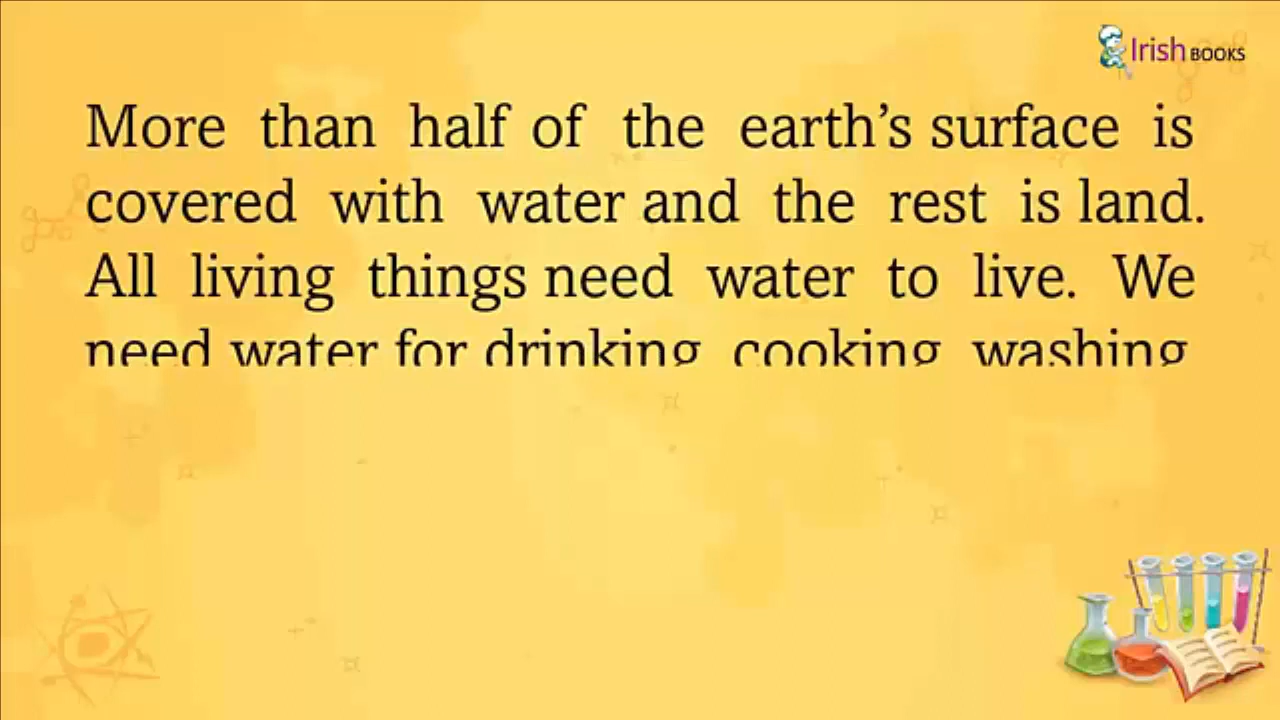 Irish BOOKS
More than half of the earth’s surface is
covered with water and the rest is land.
All living things need water to live. We
need water for drinking cooking washing